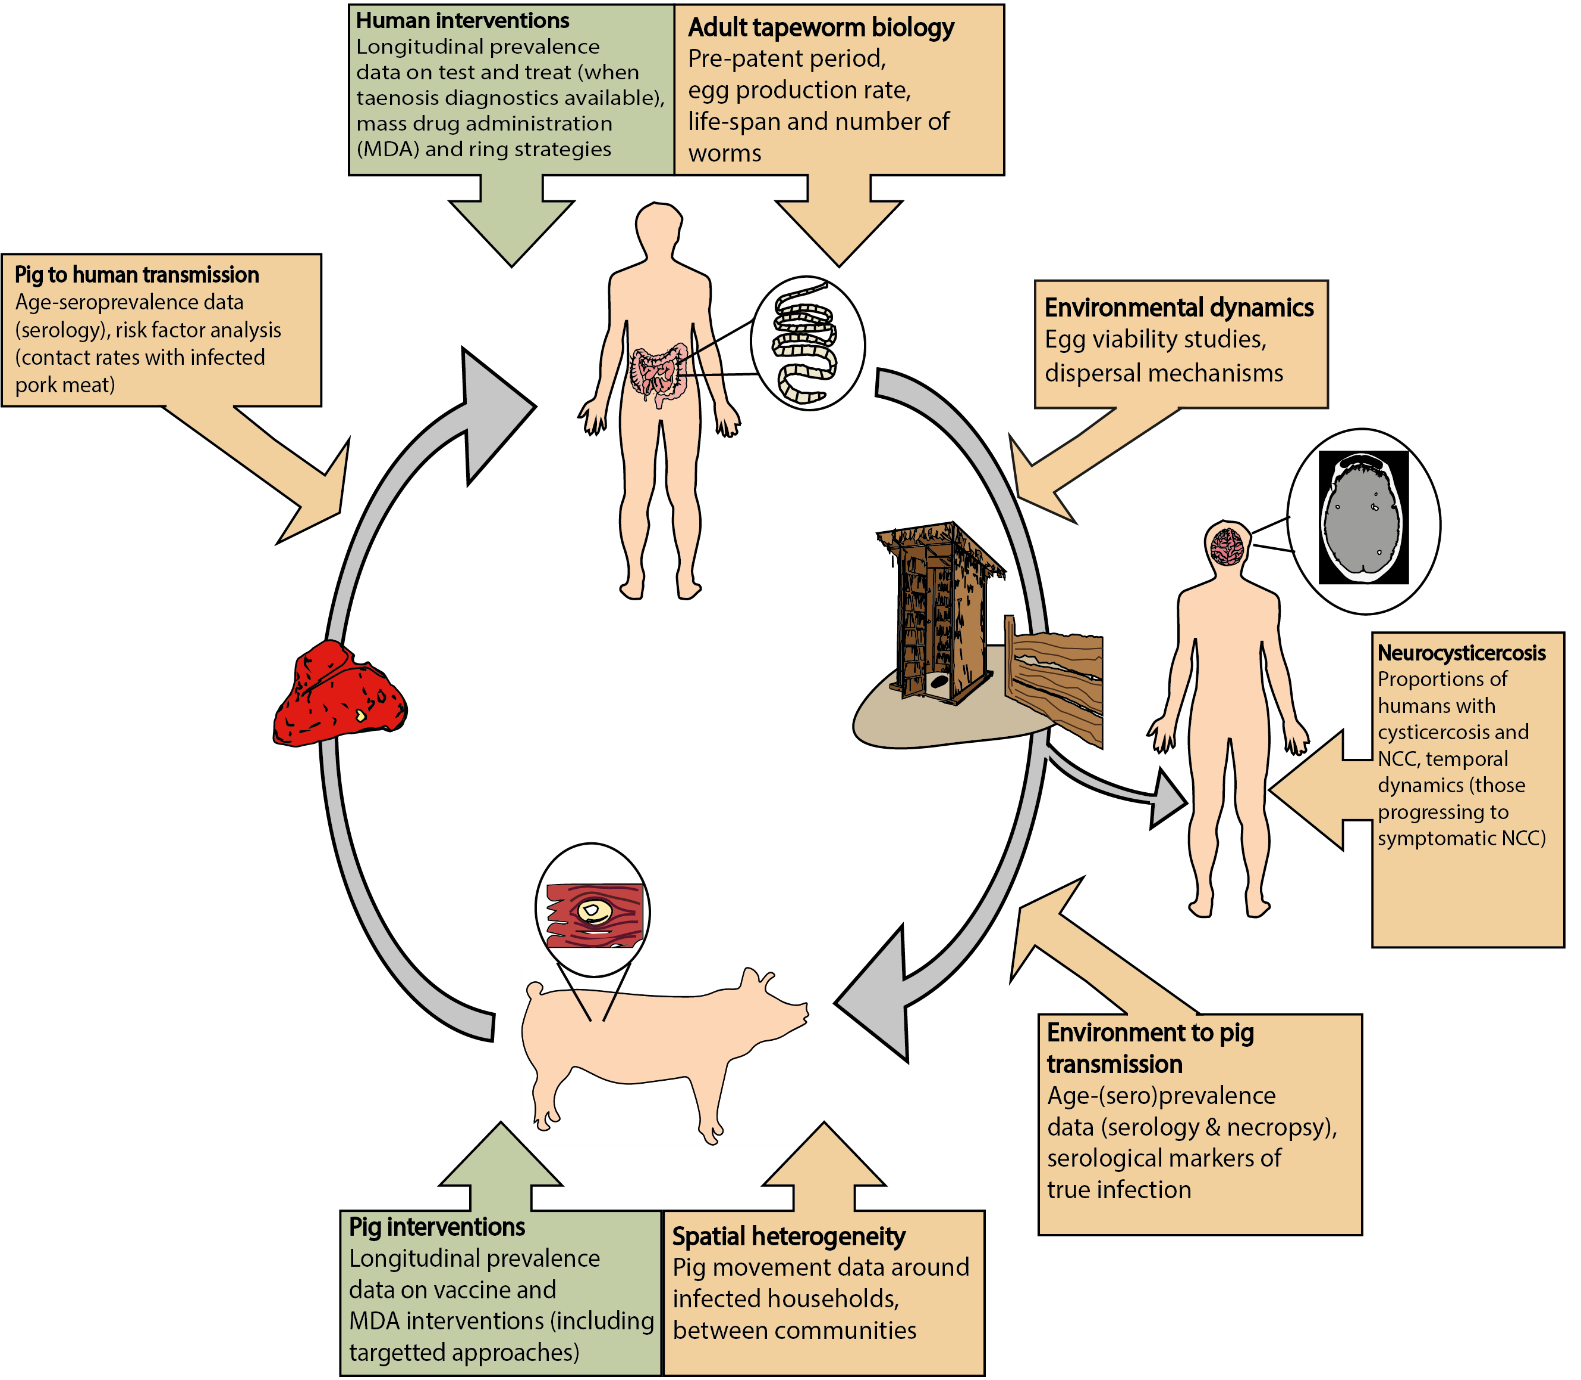 Human interventions
Longitudinal prevalence
data on test and treat (when
taenosis diagnostics available),
mass drug administration
(MDA) and ring strategies
Adult tapeworm biology
Pre-patent period,
egg production rate,
life-span and number of
worms
Pig to human transmission
Age-seroprevalence data
(serology), risk factor analysis
(contact rates with infected
pork meat)
Environmental dynamics
Egg viability studies,
dispersal mechanisms
Neurocysticercosis
Proportions of
humans with
cysticercosis and
NCC, temporal
dynamics (those
progressing to
symptomatic NCC)
Environment to pig
transmission
Age-(sero)prevalence
data (serology & necropsy),
serological markers of
true infection
Pig interventions
Longitudinal prevalence
data on vaccine and
MDA interventions (including
targetted approaches)
Spatial heterogeneity
Pig movement data around
infected households,
between communities